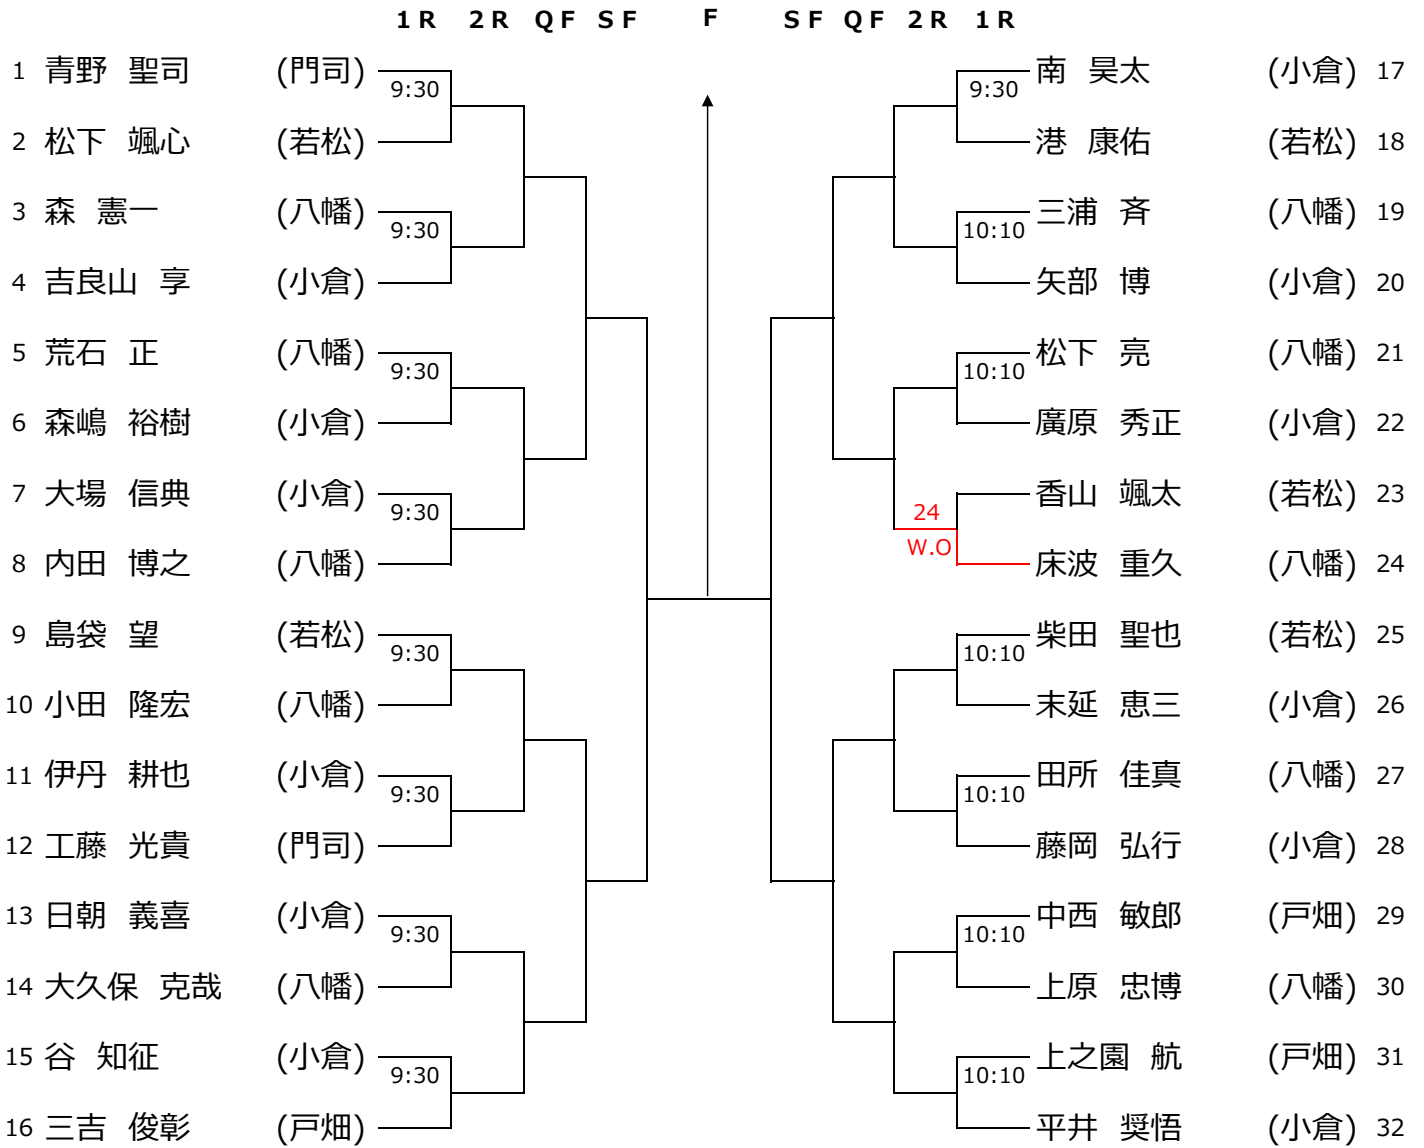 1R 2R QF SF F SF QF 2R 1R
1 青野 聖司 (門司) 南 昊太 (小倉) 17
9:30 9:30
2 松下 颯心 (若松) 港 康佑 (若松) 18
3 森 憲一 (八幡) 三浦 斉 (八幡) 19
9:30 10:10
4 吉良山 享 (小倉) 矢部 博 (小倉) 20
5 荒石 正 (八幡) 松下 亮 (八幡) 21
9:30 10:10
6 森嶋 裕樹 (小倉) 廣原 秀正 (小倉) 22
7 大場 信典 (小倉) 香山 颯太 (若松) 23
9:30 24
W.O
8 内田 博之 (八幡) 床波 重久 (八幡) 24
9 島袋 望 (若松) 柴田 聖也 (若松) 25
9:30 10:10
10 小田 隆宏 (八幡) 末延 恵三 (小倉) 26
11 伊丹 耕也 (小倉) 田所 佳真 (八幡) 27
9:30 10:10
12 工藤 光貴 (門司) 藤岡 弘行 (小倉) 28
13 日朝 義喜 (小倉) 中西 敏郎 (戸畑) 29
9:30 10:10
14 大久保 克哉 (八幡) 上原 忠博 (八幡) 30
15 谷 知征 (小倉) 上之園 航 (戸畑) 31
9:30 10:10
16 三吉 俊彰 (戸畑) 平井 奨悟 (小倉) 32